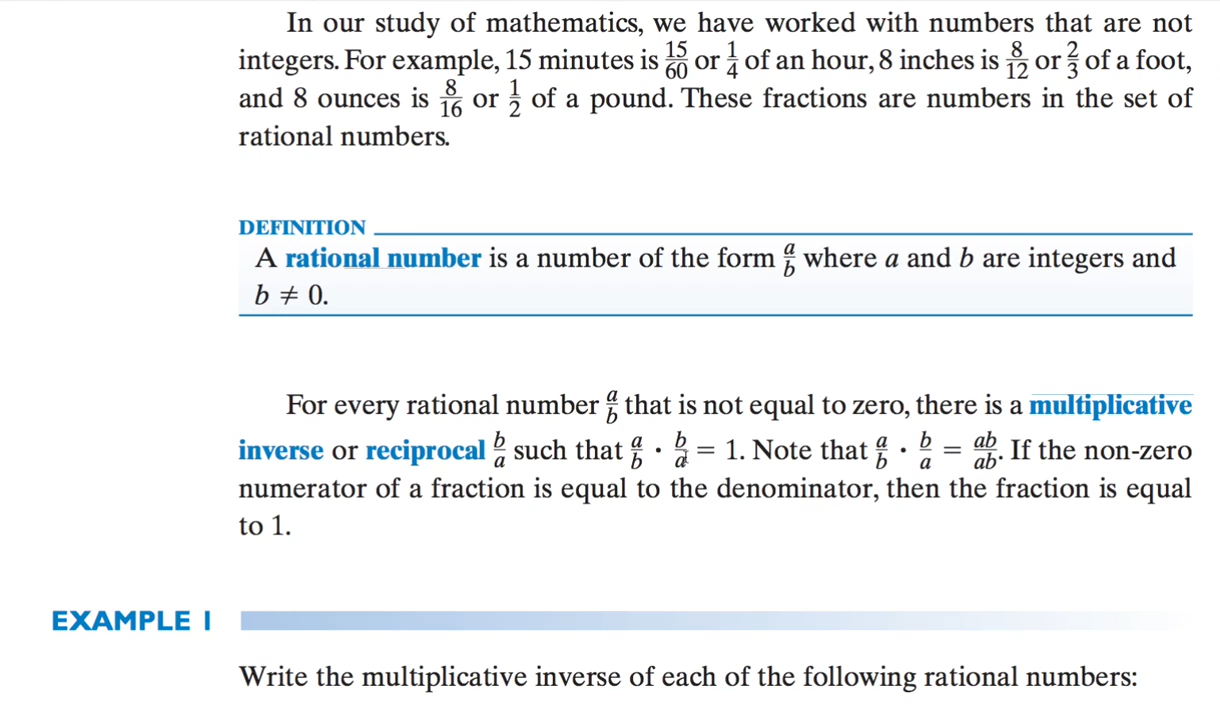 In our study of mathematics, we have worked with numbers that are not
integers. For example, 15 minutes is 15/60 or 1/4 of an hour, 8 inches is 8/12 or 2/3 of a foot,
and 8 ounces is 8/16 or 1/2 of a pound. These fractions are numbers in the set of
rational numbers.
DEFINITION
A rational number is a number of the form a/b where a and b are integers and
b ≠ 0.
For every rational number a/b that is not equal to zero, there is a multiplicative
inverse or reciprocal b/a such that a/b · b/a = 1. Note that a/b · b/a = ab/ab. If the non-zero
numerator of a fraction is equal to the denominator, then the fraction is equal
to 1.
EXAMPLE 1
Write the multiplicative inverse of each of the following rational numbers: